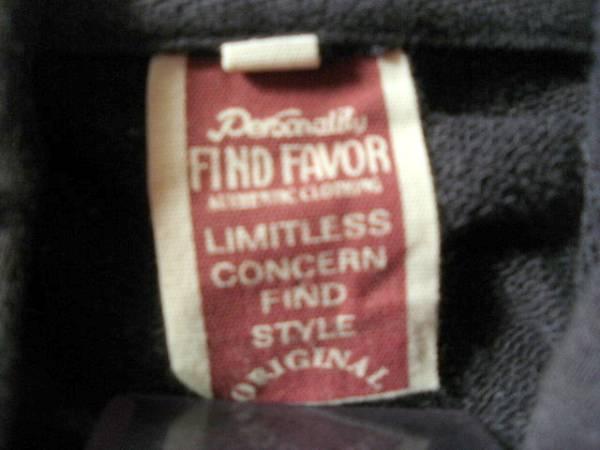 Personality
FIND FAVOR
AUTHENTIC CLOTHING
LIMITLESS
CONCERN
FIND
STYLE
ORIGINAL